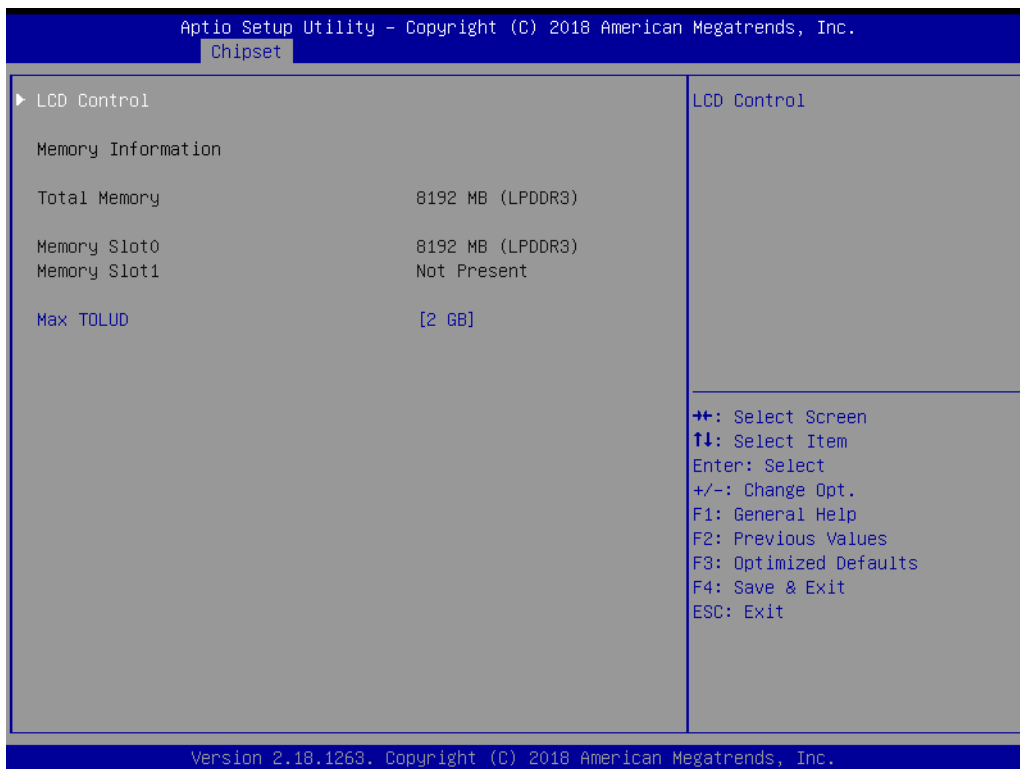 Aptio Setup Utility – Copyright (C) 2018 American Megatrends, Inc.
Chipset
► LCD Control
Memory Information
Total Memory 8192 MB (LPDDR3)
Memory Slot0 8192 MB (LPDDR3)
Memory Slot1 Not Present
Max TOLUD [2 GB]
LCD Control
→←: Select Screen
↑↓: Select Item
Enter: Select
+/-: Change Opt.
F1: General Help
F2: Previous Values
F3: Optimized Defaults
F4: Save & Exit
ESC: Exit
Version 2.18.1263. Copyright (C) 2018 American Megatrends, Inc.